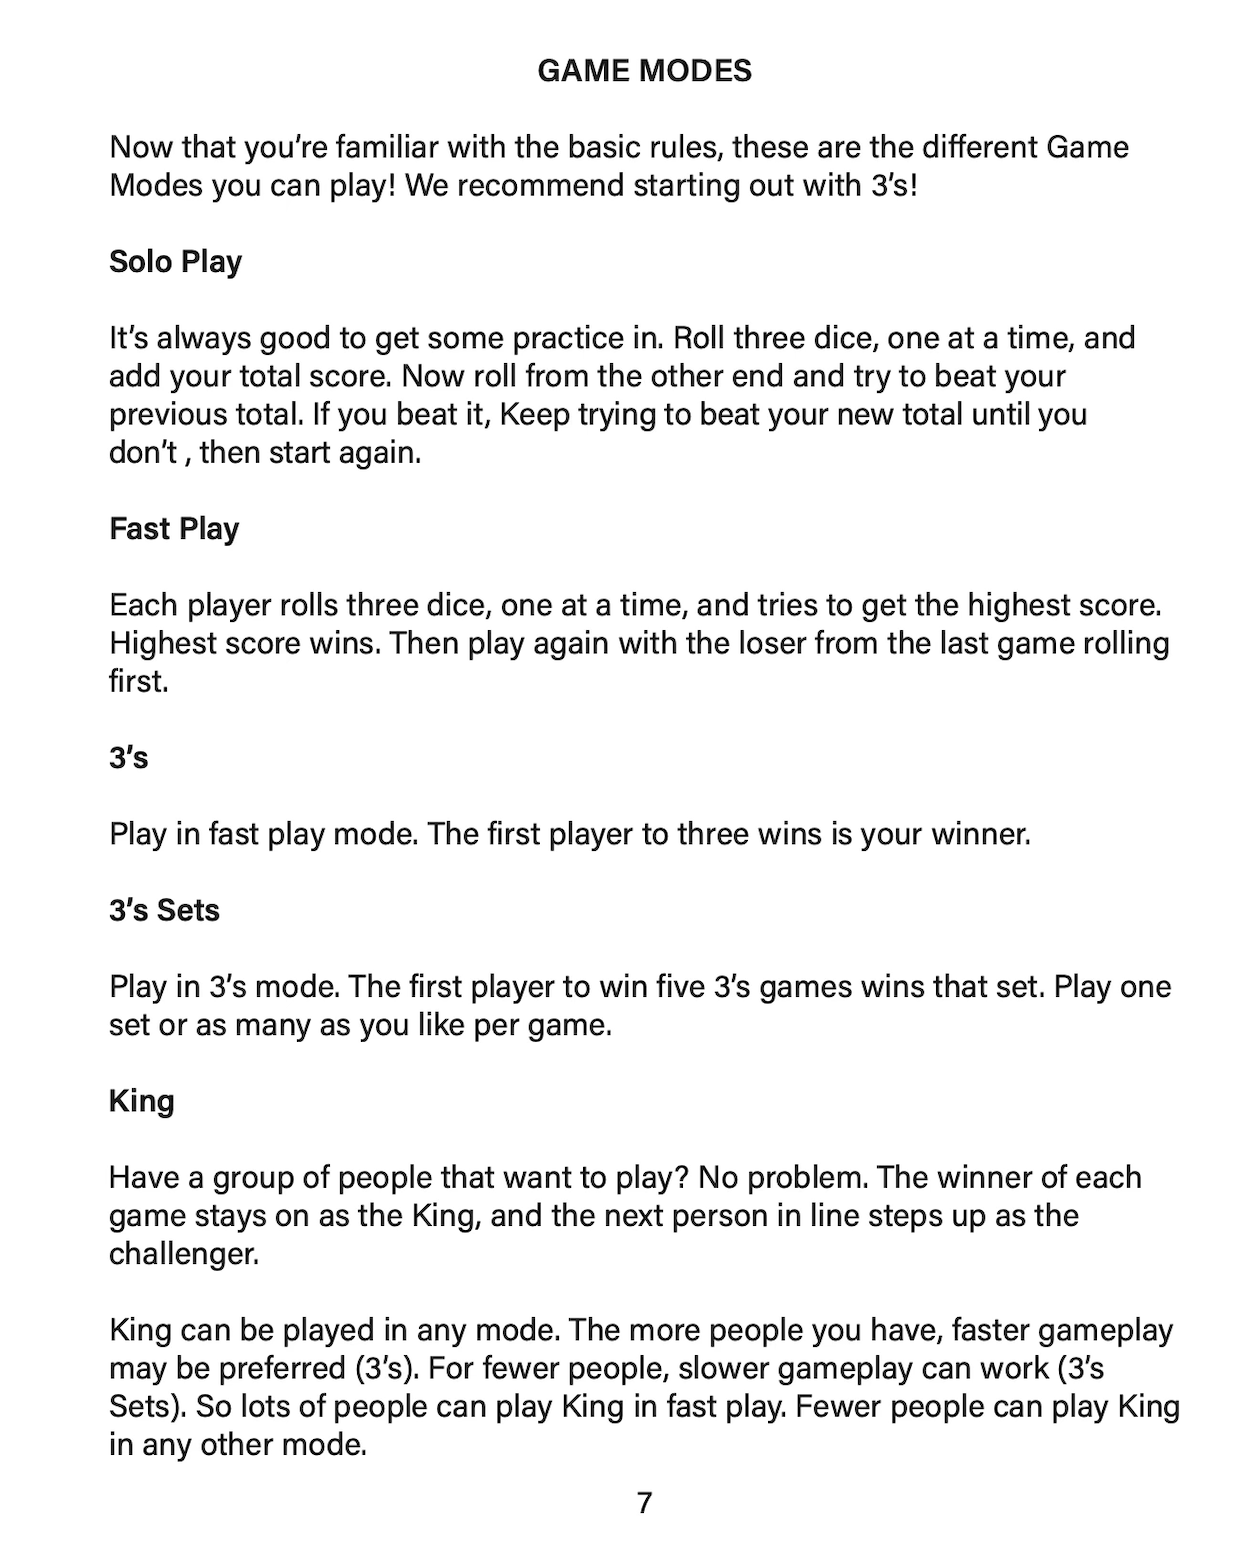 GAME MODES
Now that you’re familiar with the basic rules, these are the different Game
Modes you can play! We recommend starting out with 3’s!
Solo Play
It’s always good to get some practice in. Roll three dice, one at a time, and
add your total score. Now roll from the other end and try to beat your
previous total. If you beat it, Keep trying to beat your new total until you
don’t , then start again.
Fast Play
Each player rolls three dice, one at a time, and tries to get the highest score.
Highest score wins. Then play again with the loser from the last game rolling
first.
3’s
Play in fast play mode. The first player to three wins is your winner.
3’s Sets
Play in 3’s mode. The first player to win five 3’s games wins that set. Play one
set or as many as you like per game.
King
Have a group of people that want to play? No problem. The winner of each
game stays on as the King, and the next person in line steps up as the
challenger.
King can be played in any mode. The more people you have, faster gameplay
may be preferred (3’s). For fewer people, slower gameplay can work (3’s
Sets). So lots of people can play King in fast play. Fewer people can play King
in any other mode.
7